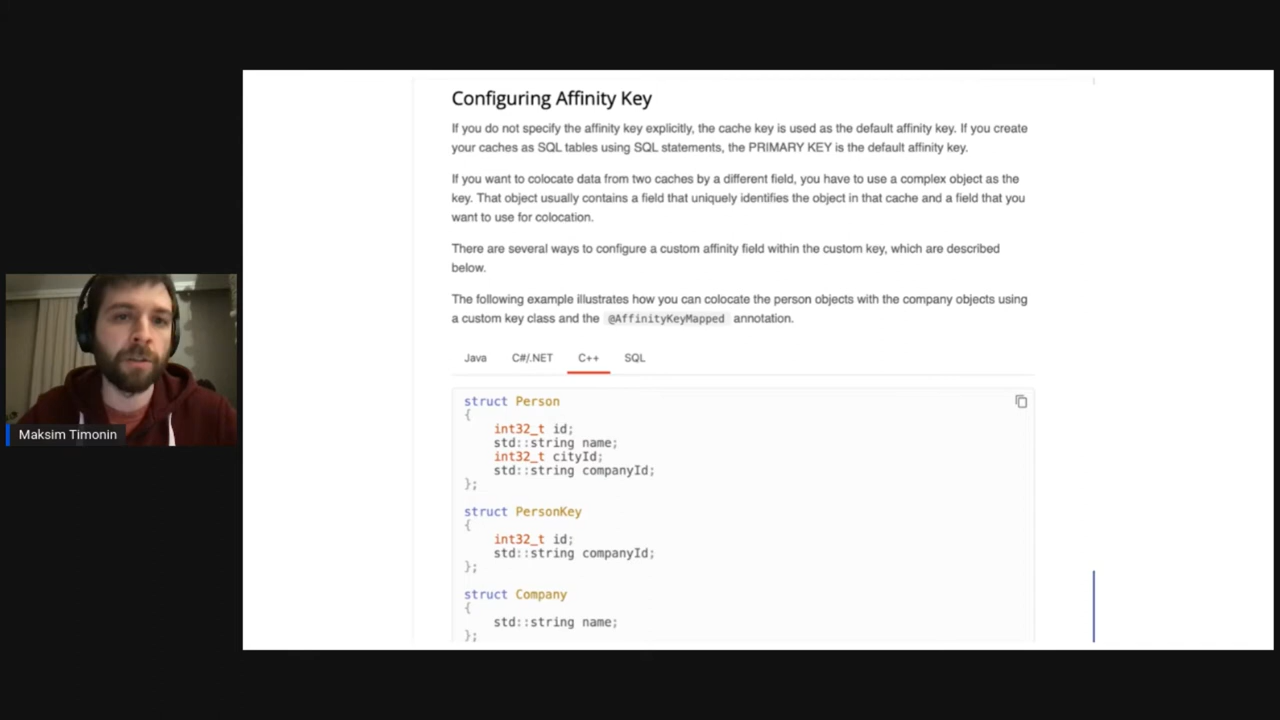 Configuring Affinity Key
If you do not specify the affinity key explicitly, the cache key is used as the default affinity key. If you create
your caches as SQL tables using SQL statements, the PRIMARY KEY is the default affinity key.
If you want to colocate data from two caches by a different field, you have to use a complex object as the
key. That object usually contains a field that uniquely identifies the object in that cache and a field that you
want to use for colocation.
There are several ways to configure a custom affinity field within the custom key, which are described
below.
The following example illustrates how you can colocate the person objects with the company objects using
a custom key class and the @AffinityKeyMapped annotation.
Java C#/.NET C++ SQL
struct Person
{
int32_t id;
std::string name;
int32_t cityId;
std::string companyId;
};
struct PersonKey
{
int32_t id;
std::string companyId;
};
struct Company
{
std::string name;
};
Maksim Timonin